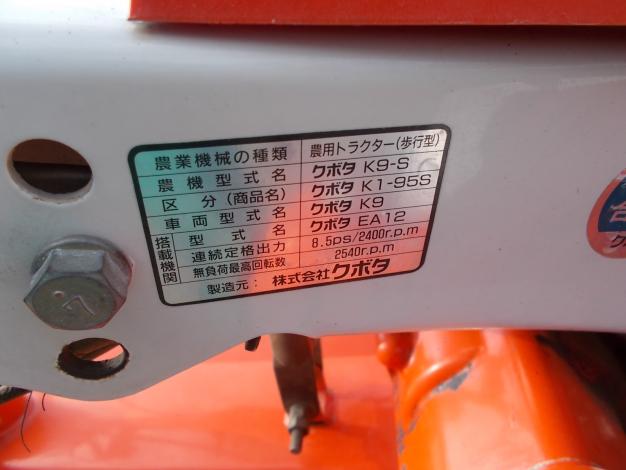 農業機械の種類 農用トラクター(歩行型)
農機型式名 クボタ K9-S
区分(商品名) クボタ K1-95S
車両型式名 クボタ K9
搭載機関 型式名 クボタ EA12
連続定格出力 8.5ps/2400r.p.m
無負荷最高回転数 2540r.p.m
製造元: 株式会社クボタ
7
合